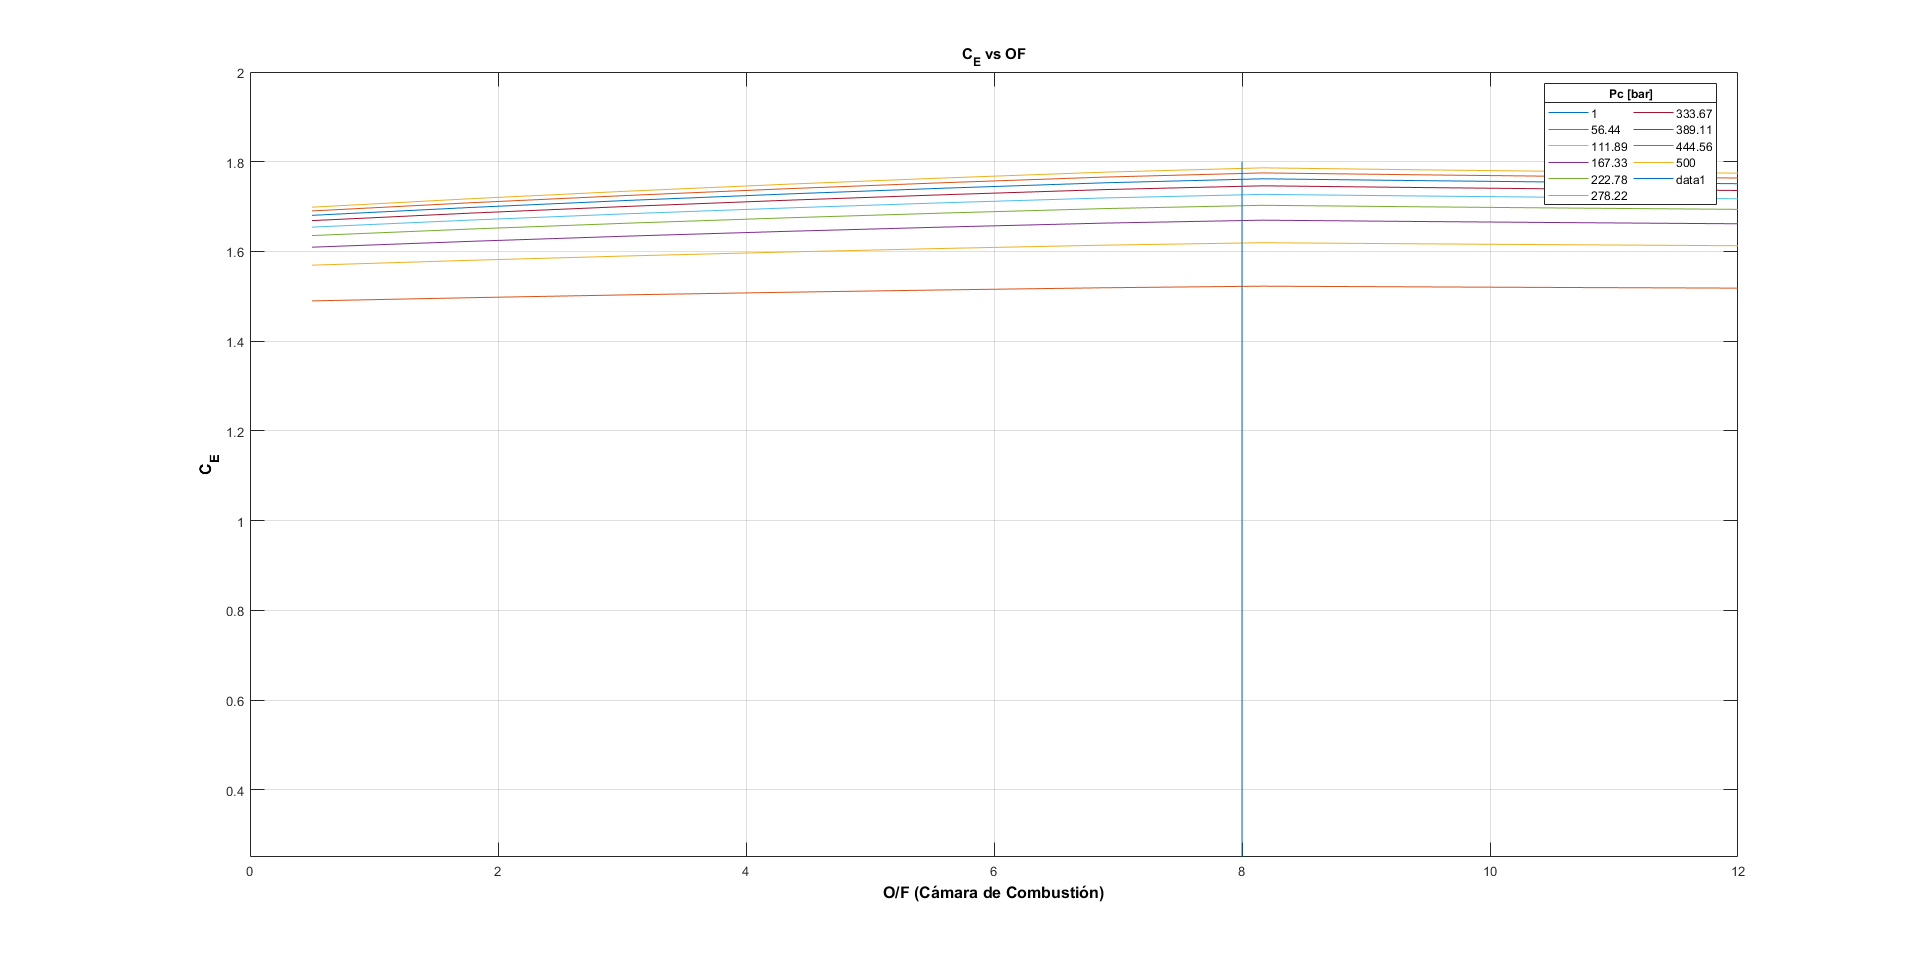 C_E vs OF
2
1.8
1.6
1.4
1.2
1
0.8
0.6
0.4
C_E
0 2 4 6 8 10 12
O/F (Cámara de Combustión)
Pc [bar]
1 333.67
56.44 389.11
111.89 444.56
167.33 500
222.78 data1
278.22